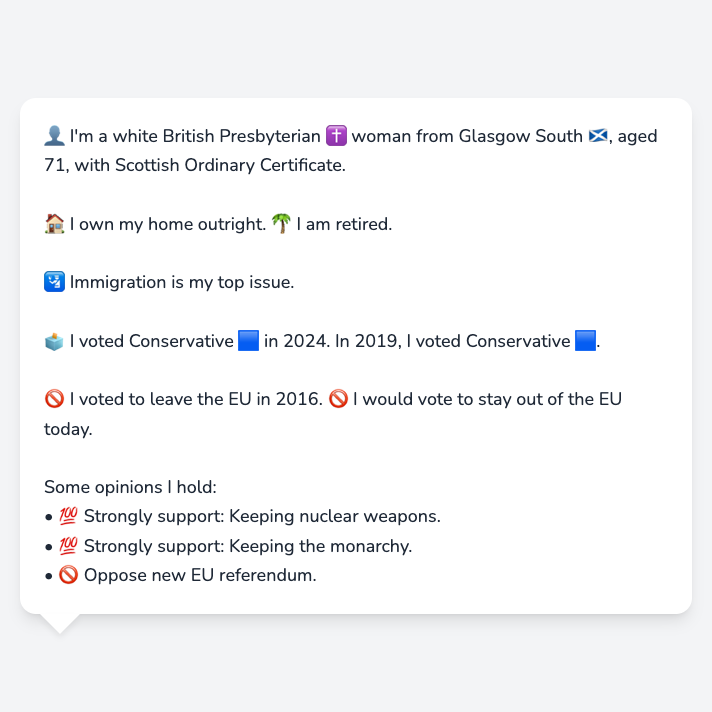 👤 I'm a white British Presbyterian ✝️ woman from Glasgow South 🏴󠁧󠁢󠁳󠁣󠁴󠁿, aged
71, with Scottish Ordinary Certificate.
🏠 I own my home outright. 🌴 I am retired.
🛂 Immigration is my top issue.
🗳️ I voted Conservative 🟦 in 2024. In 2019, I voted Conservative 🟦.
🚫 I voted to leave the EU in 2016. 🚫 I would vote to stay out of the EU
today.
Some opinions I hold:
• 💯 Strongly support: Keeping nuclear weapons.
• 💯 Strongly support: Keeping the monarchy.
• 🚫 Oppose new EU referendum.